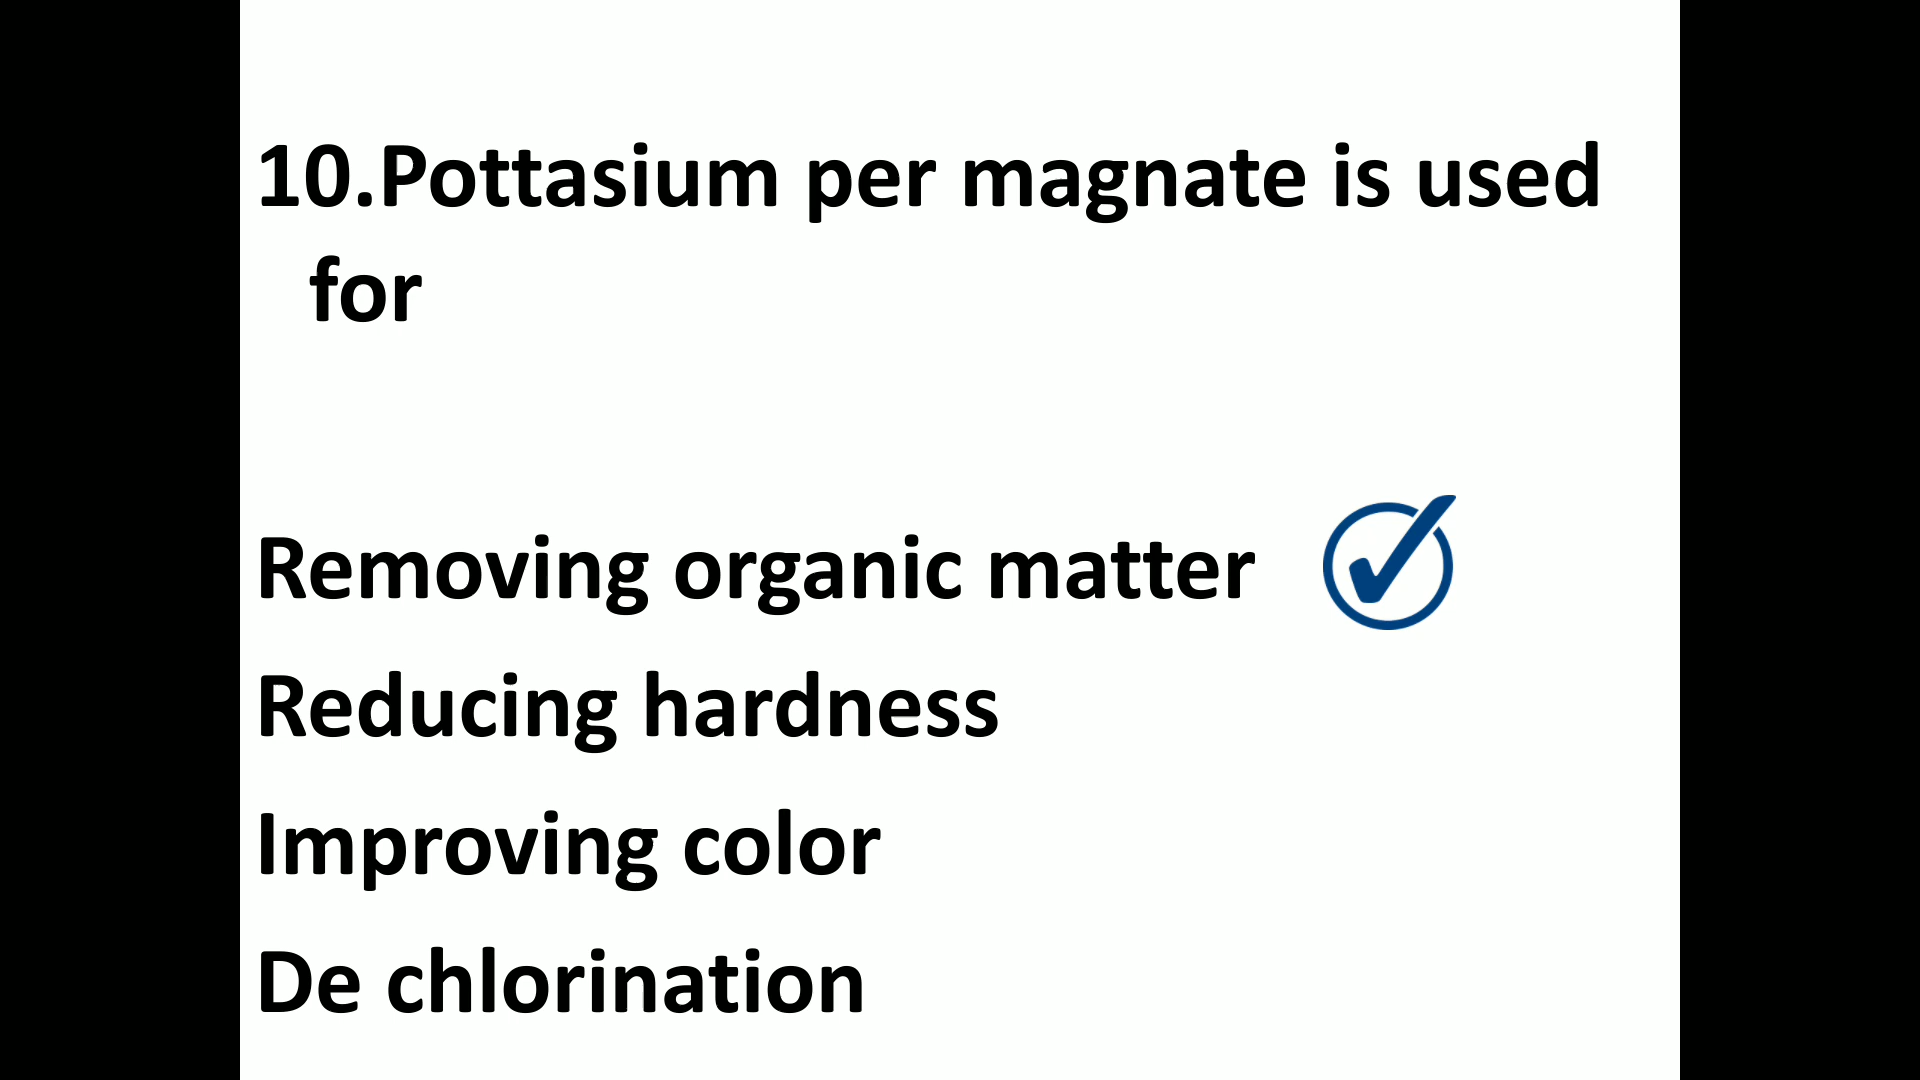 10.Pottasium per magnate is used
for
Removing organic matter
Reducing hardness
Improving color
De chlorination